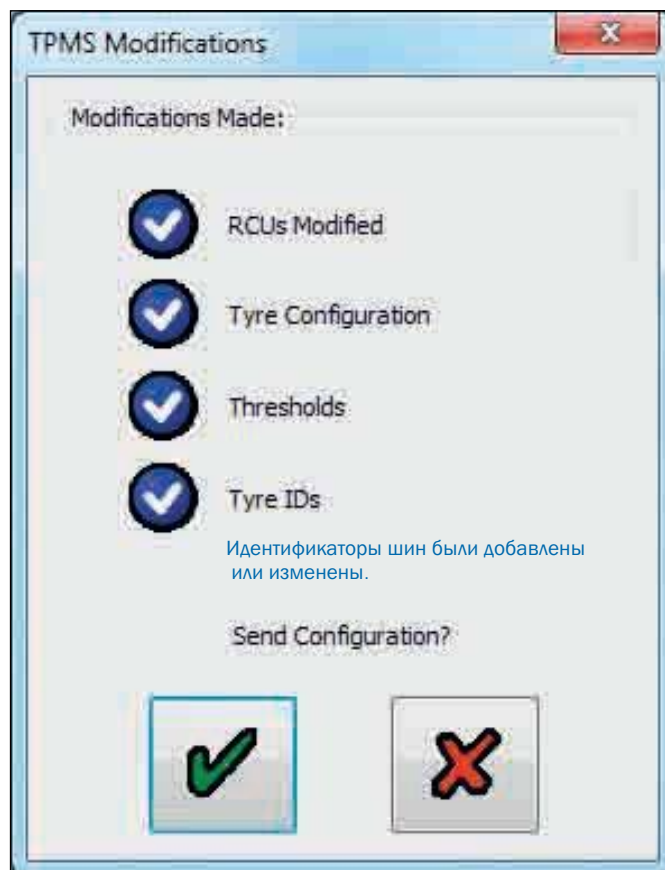 TPMS Modifications
Modifications Made:
RCUs Modified
Tyre Configuration
Thresholds
Tyre IDs
Идентификаторы шин были добавлены
или изменены.
Send Configuration?